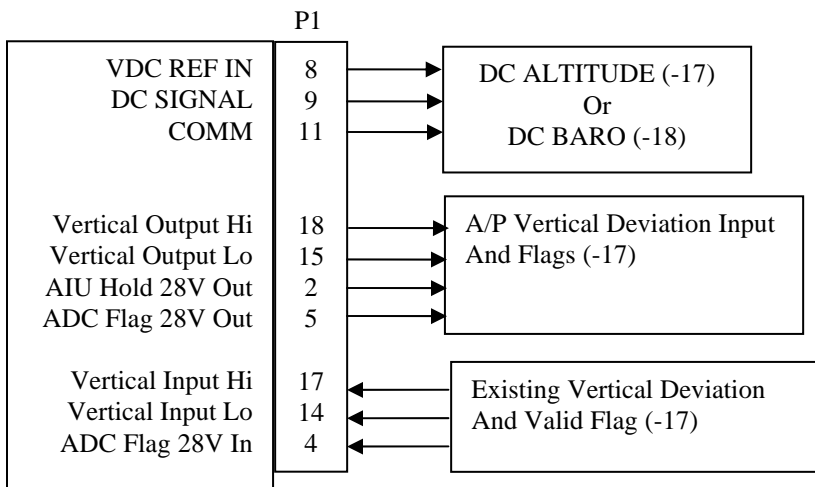 P1
VDC REF IN 8
DC SIGNAL 9
COMM 11
DC ALTITUDE (-17)
Or
DC BARO (-18)
Vertical Output Hi 18
Vertical Output Lo 15
AIU Hold 28V Out 2
ADC Flag 28V Out 5
A/P Vertical Deviation Input
And Flags (-17)
Vertical Input Hi 17
Vertical Input Lo 14
ADC Flag 28V In 4
Existing Vertical Deviation
And Valid Flag (-17)